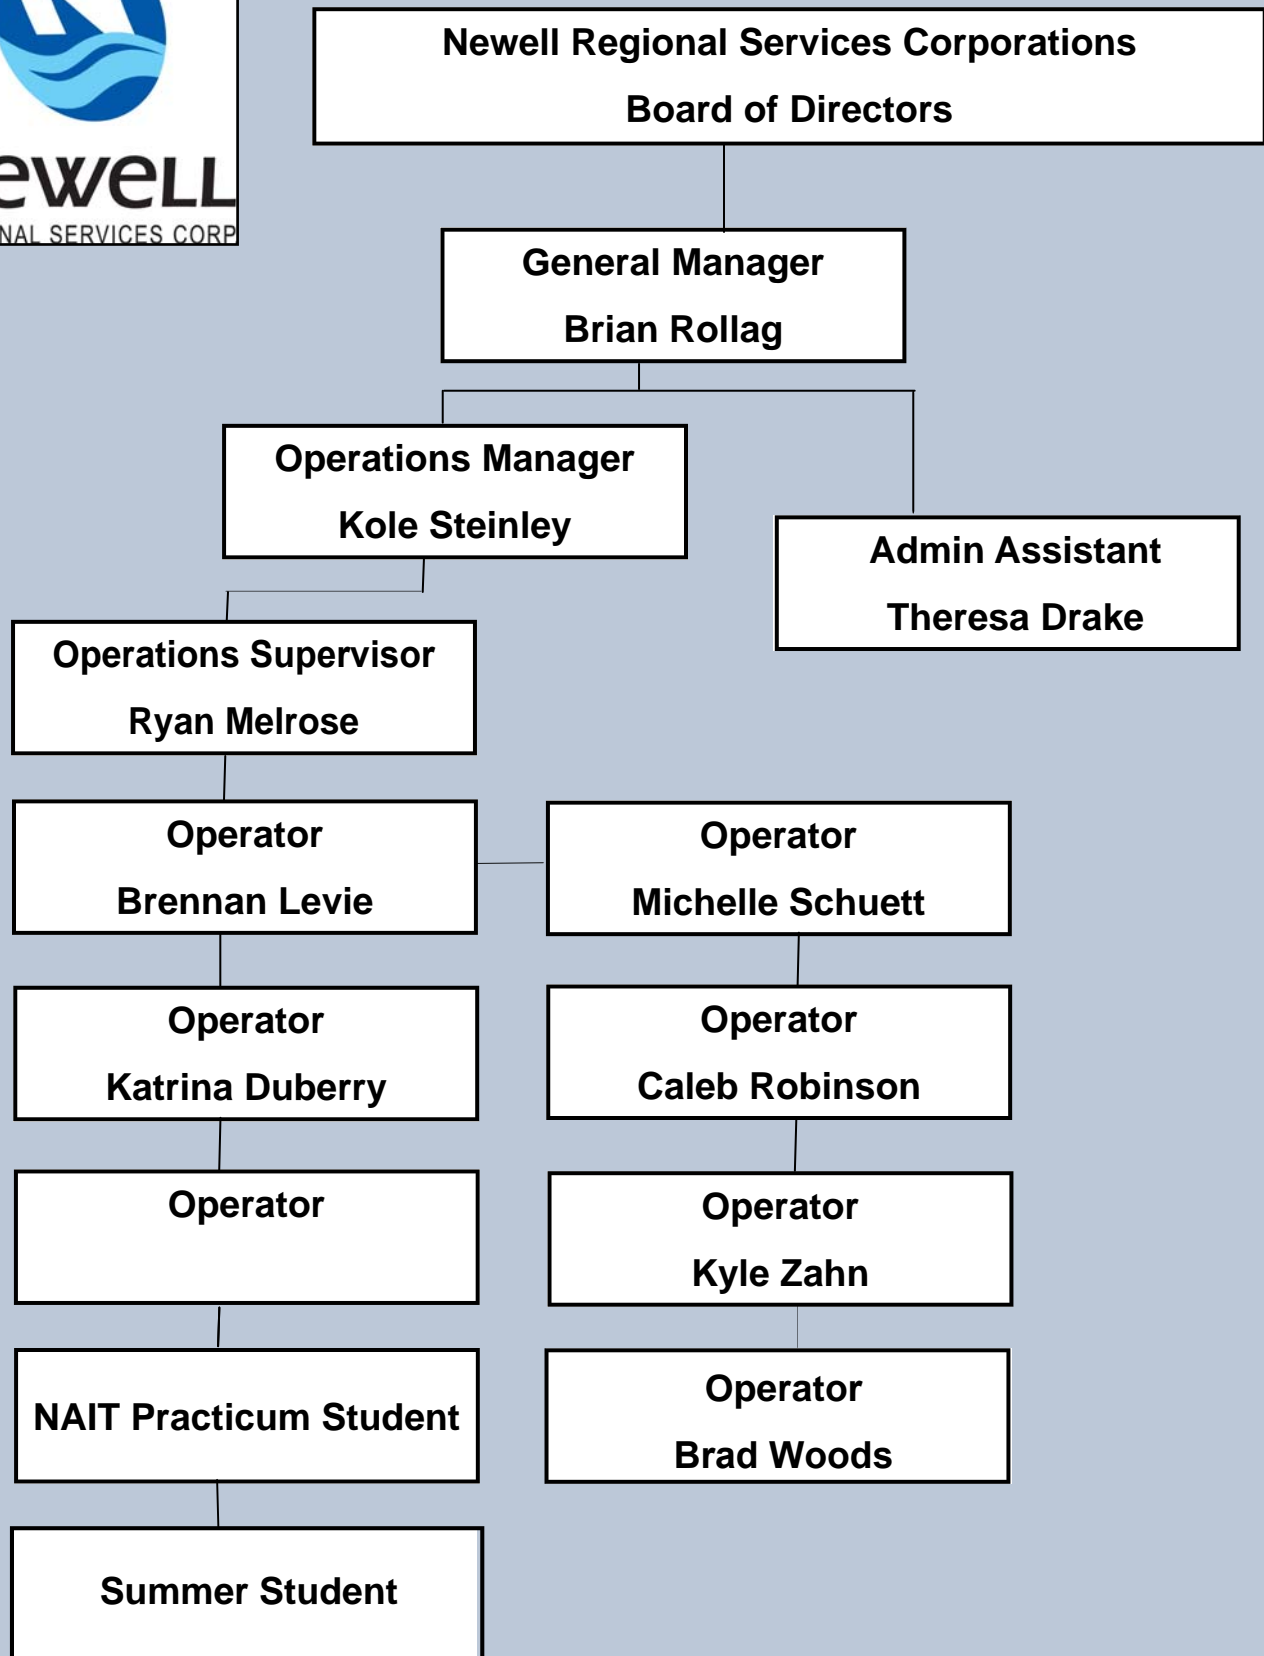 ewell
NAL SERVICES CORP
Newell Regional Services Corporations
Board of Directors
General Manager
Brian Rollag
Operations Manager
Kole Steinley
Admin Assistant
Theresa Drake
Operations Supervisor
Ryan Melrose
Operator
Brennan Levie
Operator
Michelle Schuett
Operator
Katrina Duberry
Operator
Caleb Robinson
Operator
Operator
Kyle Zahn
NAIT Practicum Student
Operator
Brad Woods
Summer Student